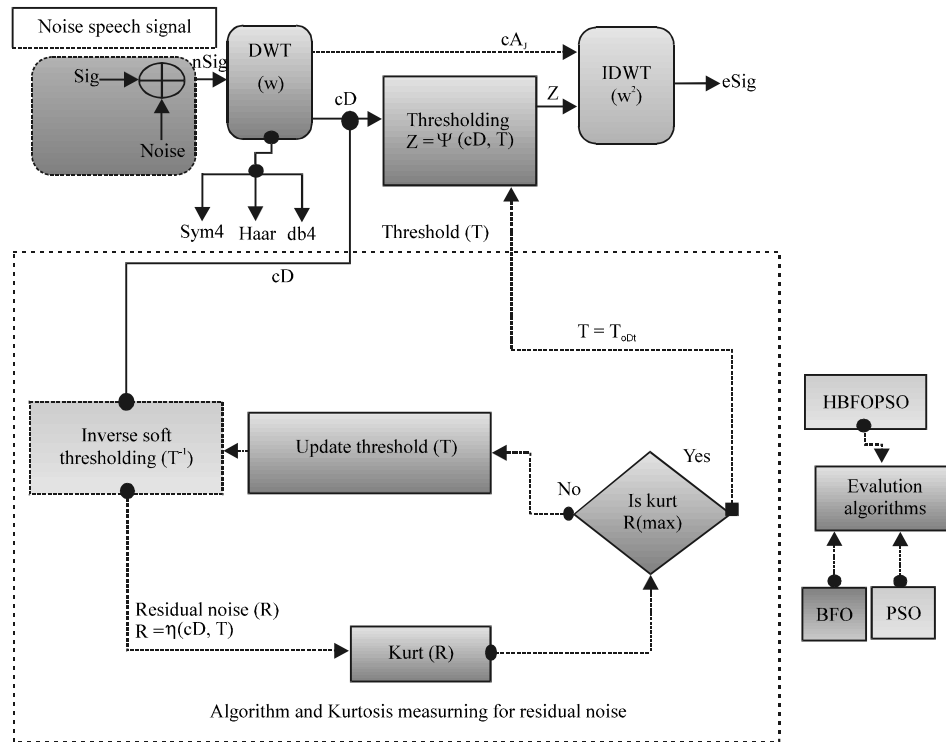 Noise speech signal
Sig
nSig
Noise
DWT
(w)
cA_J
cD
Thresholding
Z = Ψ (cD, T)
Z
IDWT
(w²)
eSig
Sym4
Haar
db4
Threshold (T)
cD
T = T_oDt
Inverse soft
thresholding (T⁻¹)
Update threshold (T)
No
Yes
Is kurt
R(max)
Residual noise (R)
R = η(cD, T)
Kurt (R)
Algorithm and Kurtosis measurning for residual noise
HBFOPSO
Evalution
algorithms
BFO
PSO